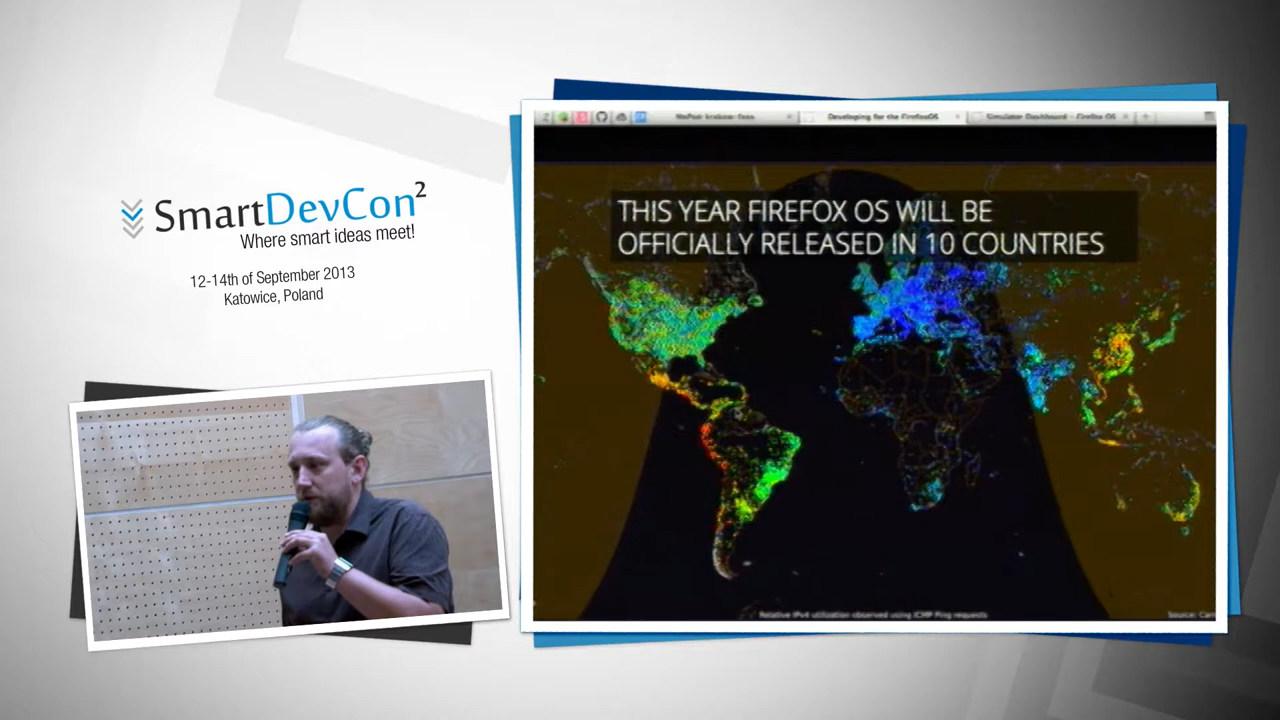 SmartDevCon²
Where smart ideas meet!
12-14th of September 2013
Katowice, Poland
Developing for the FirefoxOS
Simulator Dashboard - Firefox OS
THIS YEAR FIREFOX OS WILL BE
OFFICIALLY RELEASED IN 10 COUNTRIES
Relative IPv4 utilization observed using ICMP Ping requests
Source: